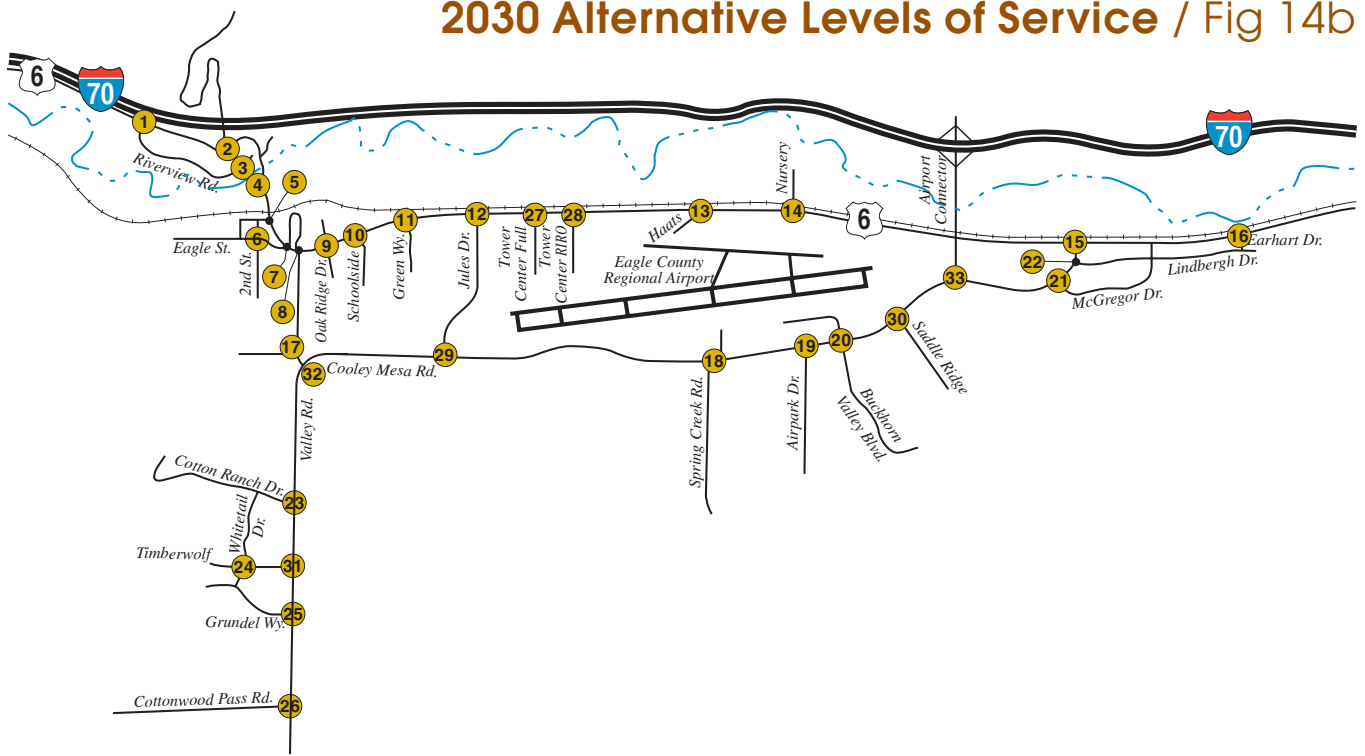 2030 Alternative Levels of Service / Fig 14b
6
70
1
2
3
4
5
Riverview Rd.
Nursery
Airport
Connector
70
Eagle St.
6
2nd St.
7
8
9
Oak Ridge Dr.
10
Schoolside
11
Green Wy.
12
Jules Dr.
27
Tower
Center Full
28
Tower
Center RIRO
13
Haats
14
6
15
16
Earhart Dr.
Lindbergh Dr.
22
21
McGregor Dr.
33
Eagle County
Regional Airport
30
Saddle Ridge
17
32
Cooley Mesa Rd.
29
18
Spring Creek Rd.
19
Airpark Dr.
20
Buckhorn
Valley Blvd.
Valley Rd.
Cotton Ranch Dr.
23
Whitetail
Dr.
Timberwolf
24
31
25
Grundel Wy.
Cottonwood Pass Rd.
26